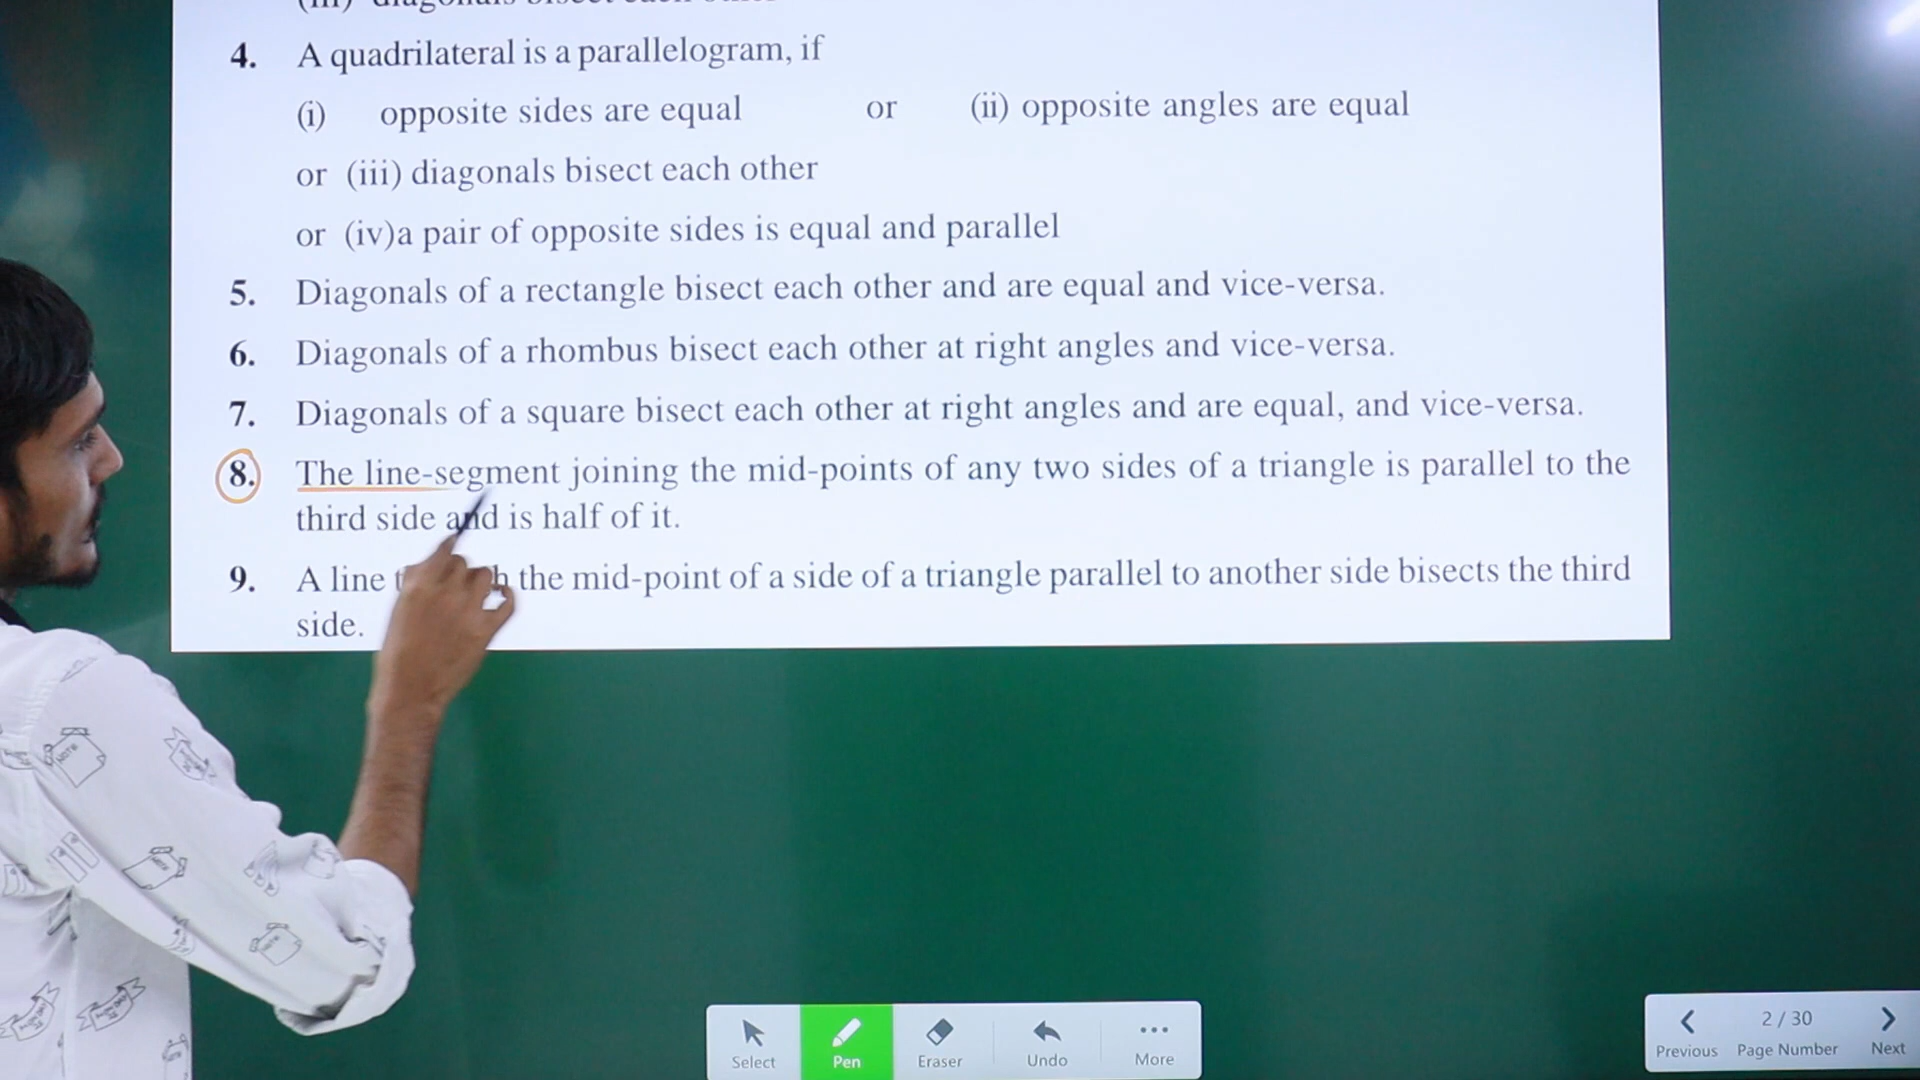 4. A quadrilateral is a parallelogram, if
(i) opposite sides are equal or (ii) opposite angles are equal
or (iii) diagonals bisect each other
or (iv) a pair of opposite sides is equal and parallel
5. Diagonals of a rectangle bisect each other and are equal and vice-versa.
6. Diagonals of a rhombus bisect each other at right angles and vice-versa.
7. Diagonals of a square bisect each other at right angles and are equal, and vice-versa.
8. The line-segment joining the mid-points of any two sides of a triangle is parallel to the
third side and is half of it.
9. A line the mid-point of a side of a triangle parallel to another side bisects the third
side.
Select Pen Eraser Undo More
2 / 30
Previous Page Number Next